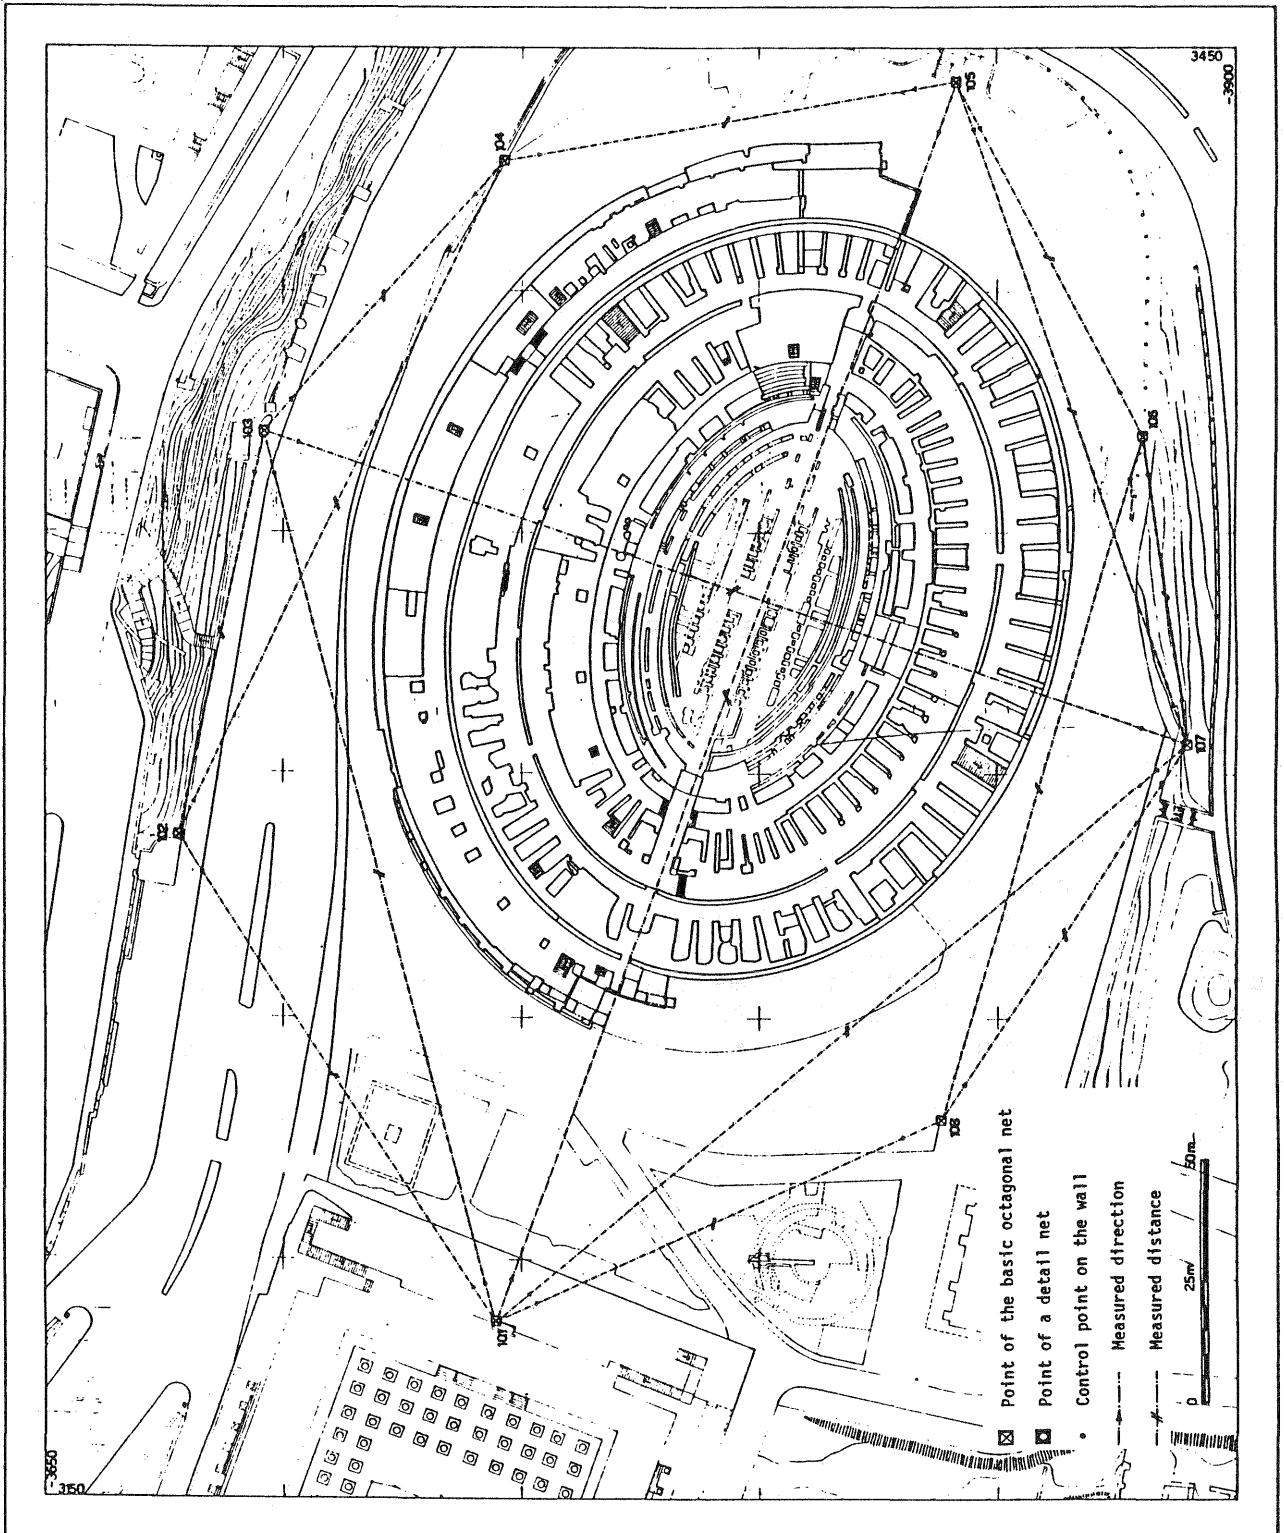 3450
-3900
105
104
103
106
102
107
108
101
-3650
-3150
Point of the basic octagonal net
Point of a detail net
Control point on the wall
Measured direction
Measured distance
0 25m 50m